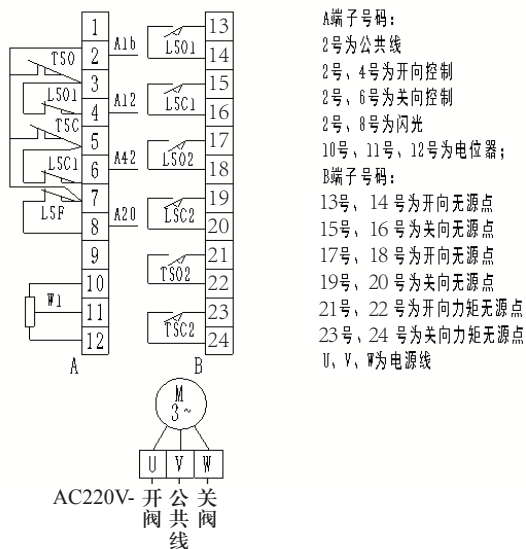 1
2
3
4
5
6
7
8
9
10
11
12
A
TSO
LSO1
TSC
LSC1
LSF
W1
A16
A12
A42
A20
13
14
15
16
17
18
19
20
21
22
23
24
B
LSO1
LSC1
LSO2
LSC2
TSO2
TSC2
A端子号码:
2号为公共线
2号、4号为开向控制
2号、6号为关向控制
2号、8号为闪光
10号、11号、12号为电位器;
B端子号码:
13号、14号为开向无源点
15号、16号为关向无源点
17号、18号为开向无源点
19号、20号为关向无源点
21号、22号为开向力矩无源点
23号、24号为关向力矩无源点
U、V、W为电源线
M
3~
U V W
AC220V- 开阀 公共线 关阀